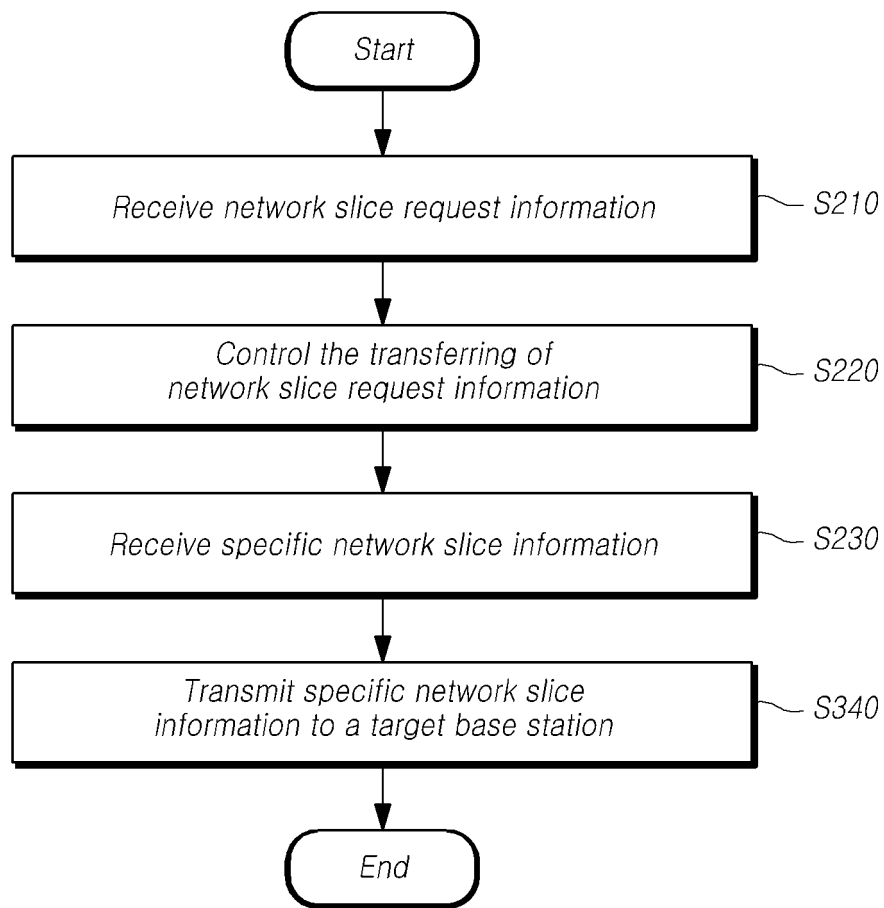 Start
Receive network slice request information
S210
Control the transferring of
network slice request information
S220
Receive specific network slice information
S230
Transmit specific network slice
information to a target base station
S340
End